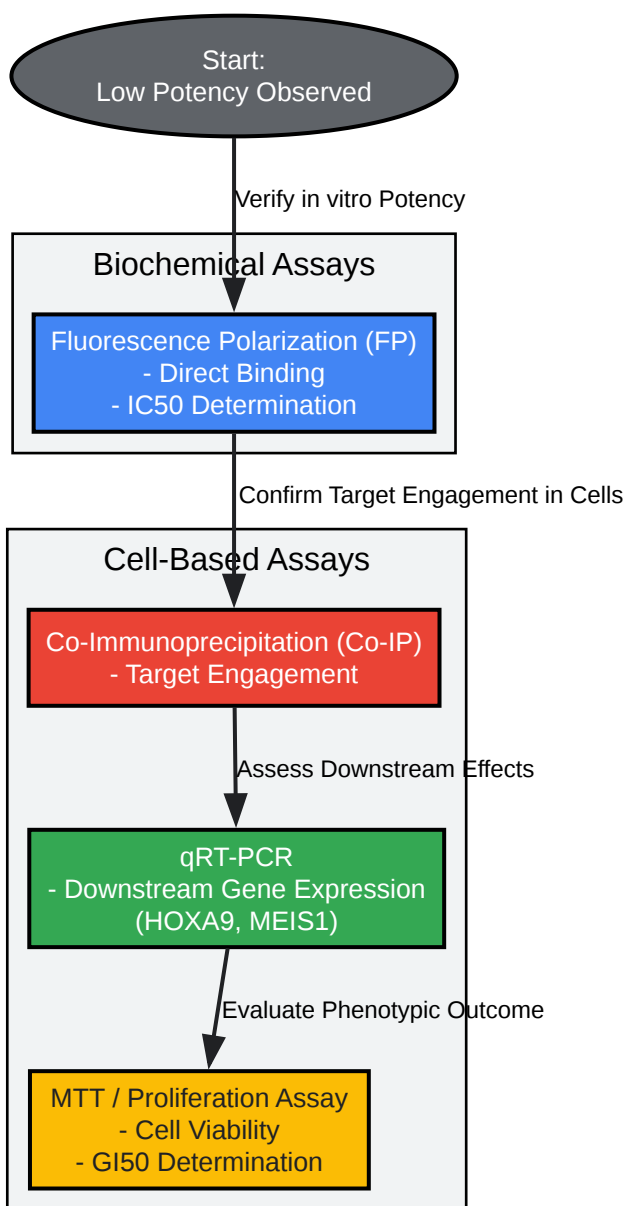 Start:
Low Potency Observed
Verify in vitro Potency
Biochemical Assays
Fluorescence Polarization (FP)
- Direct Binding
- IC50 Determination
Confirm Target Engagement in Cells
Cell-Based Assays
Co-Immunoprecipitation (Co-IP)
- Target Engagement
Assess Downstream Effects
qRT-PCR
- Downstream Gene Expression
(HOXA9, MEIS1)
Evaluate Phenotypic Outcome
MTT / Proliferation Assay
- Cell Viability
- GI50 Determination